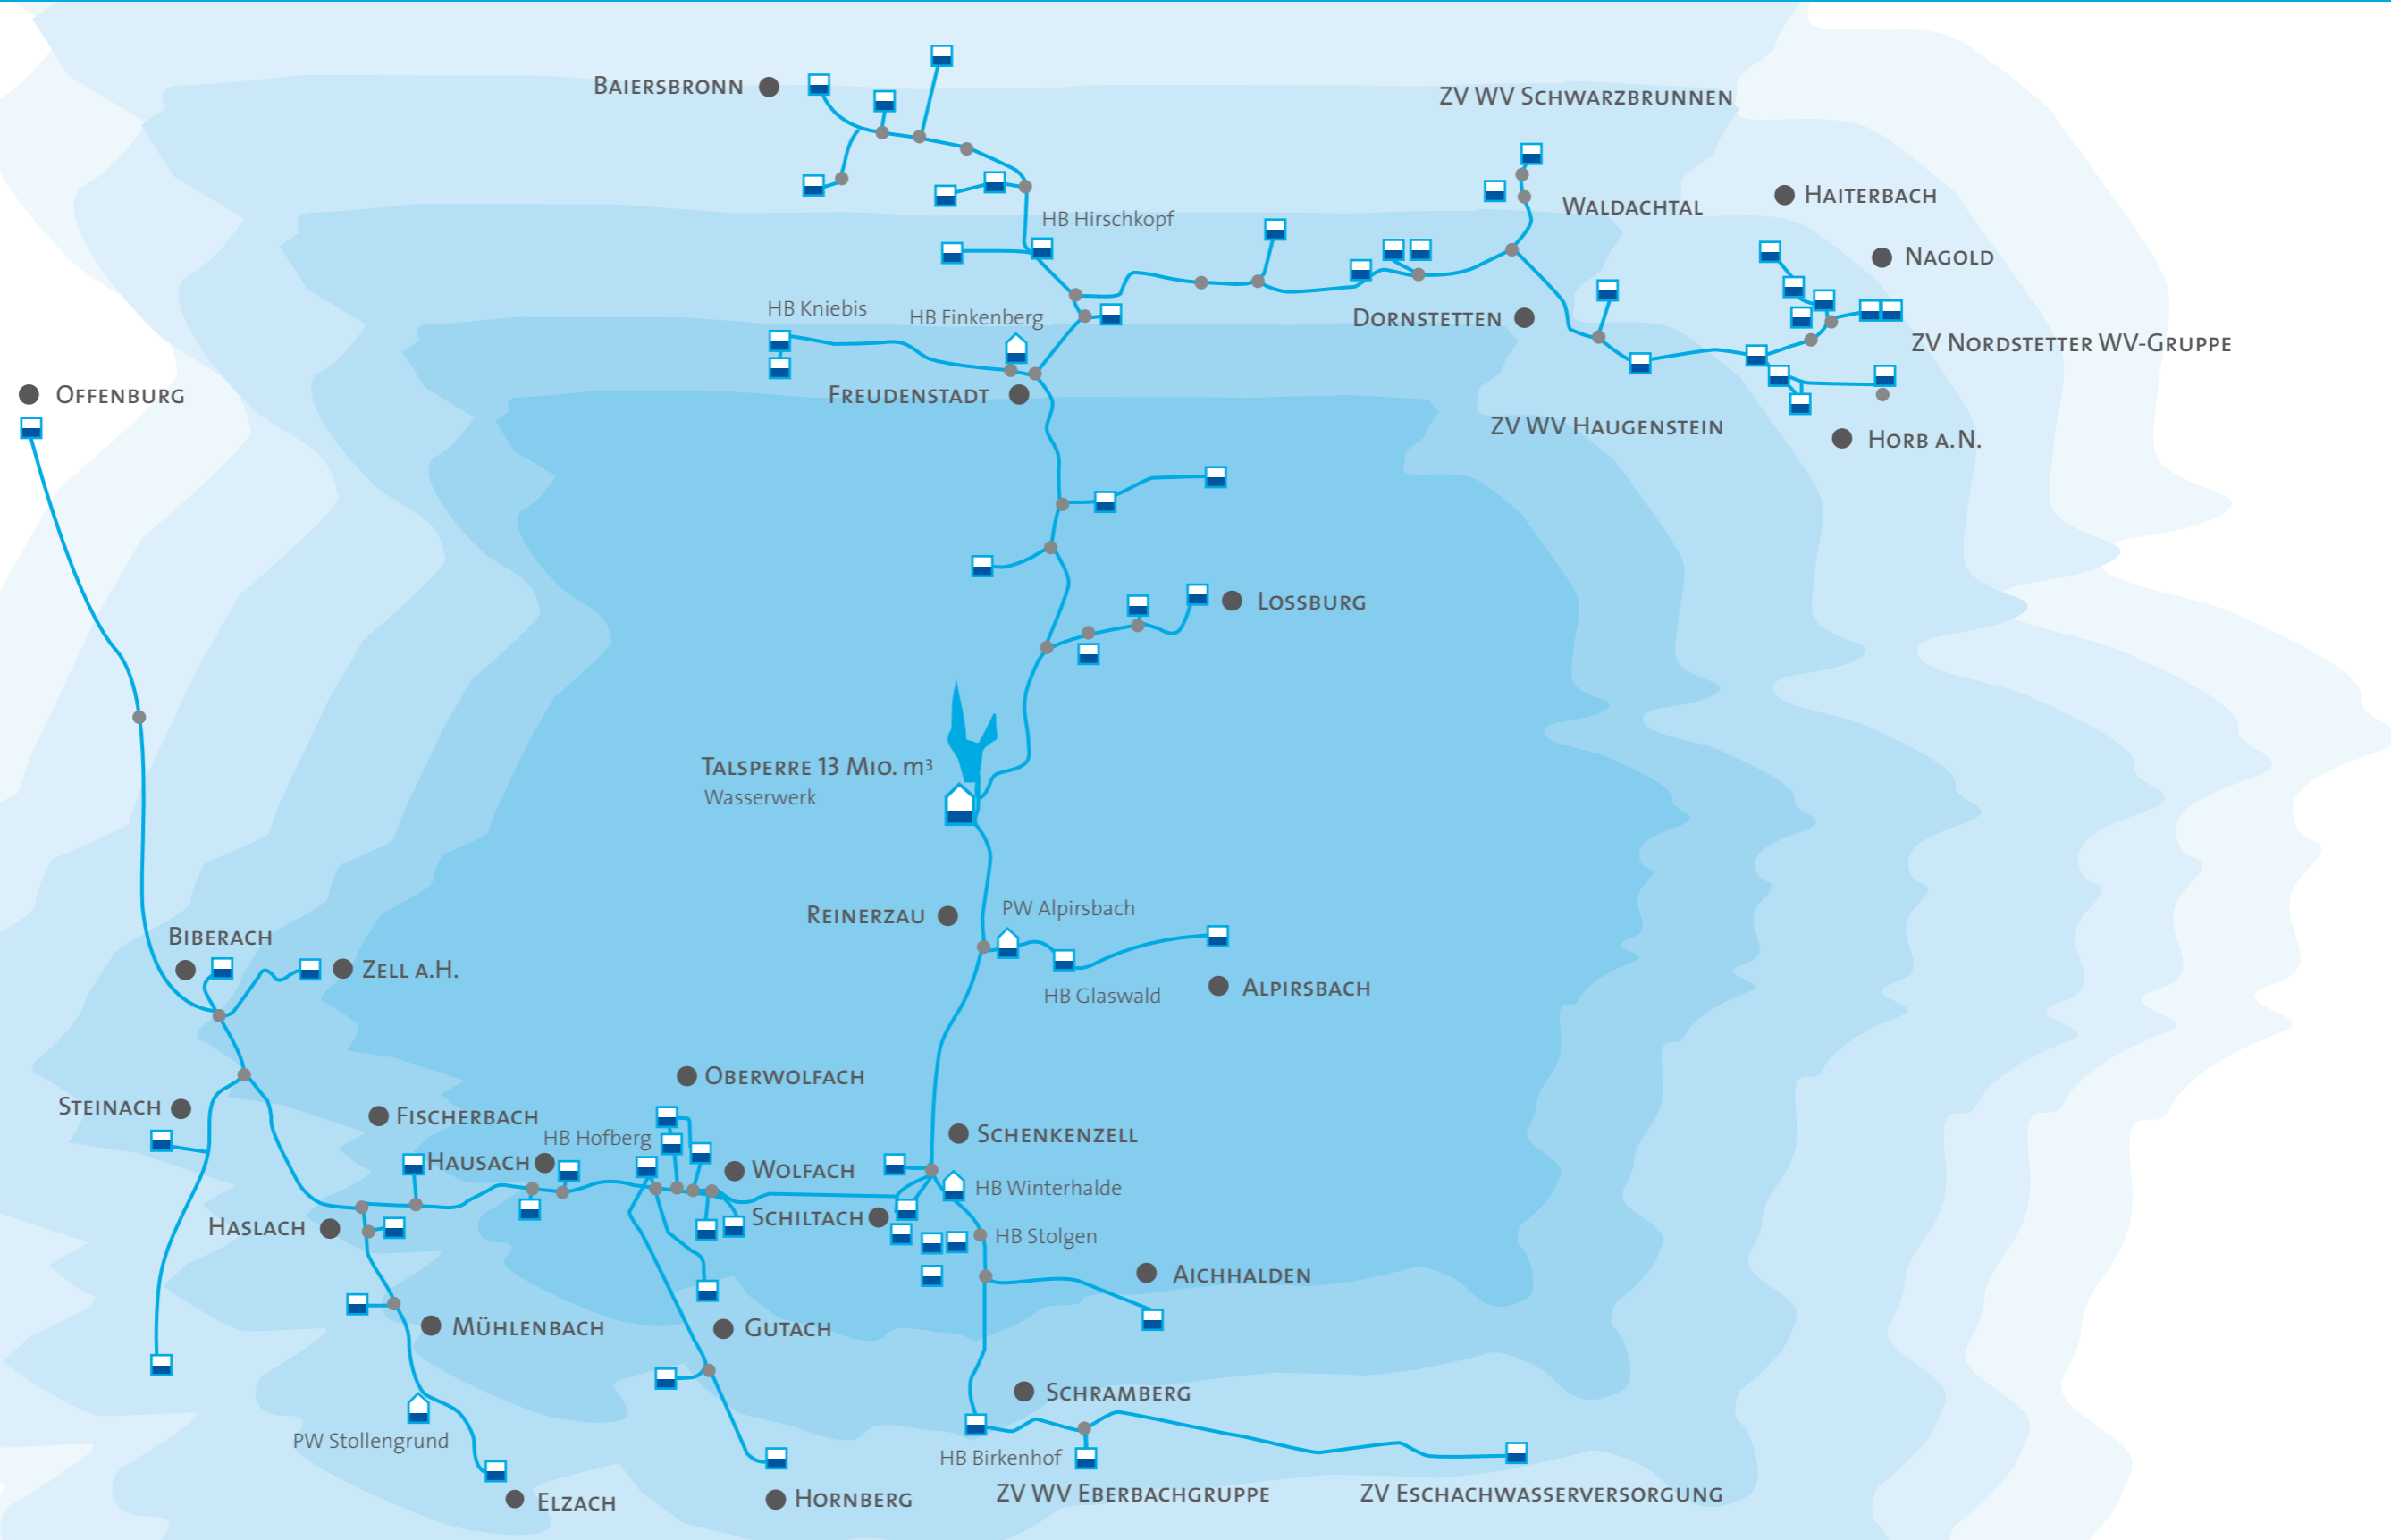 Baiersbronn
ZV WV Schwarzbrunnen
Haiterbach
Waldachtal
HB Hirschkopf
Nagold
HB Kniebis
HB Finkenberg
Dornstetten
ZV Nordstetter WV-Gruppe
Offenburg
Freudenstadt
ZV WV Haugenstein
Horb a.N.
Lossburg
Talsperre 13 Mio. m³
Wasserwerk
Reinerzau
PW Alpirsbach
Biberach
Zell a.H.
HB Glaswald
Alpirsbach
Oberwolfach
Steinach
Fischerbach
HB Hofberg
Schenkenzell
Hausach
Wolfach
HB Winterhalde
Haslach
Schiltach
HB Stolgen
Aichhalden
Mühlenbach
Gutach
Schramberg
PW Stollengrund
HB Birkenhof
ZV WV Eberbachgruppe
ZV Eschachwasserversorgung
Elzach
Hornberg